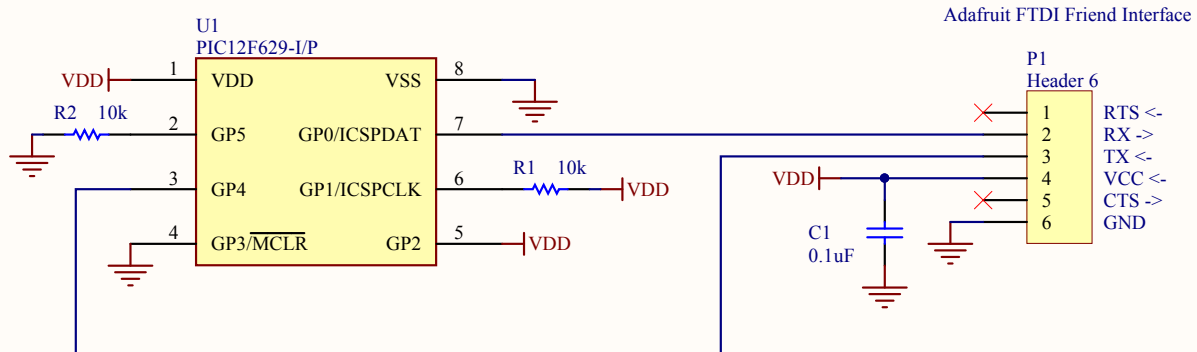 Adafruit FTDI Friend Interface
U1
PIC12F629-I/P
P1
Header 6
VDD 1 VDD VSS 8
R2 10k
2 GP5 GP0/ICSPDAT 7
R1 10k
3 GP4 GP1/ICSPCLK 6 VDD
4 GP3/MCLR GP2 5 VDD
1 RTS <-
2 RX ->
3 TX <-
VDD 4 VCC <-
5 CTS ->
6 GND
C1
0.1uF